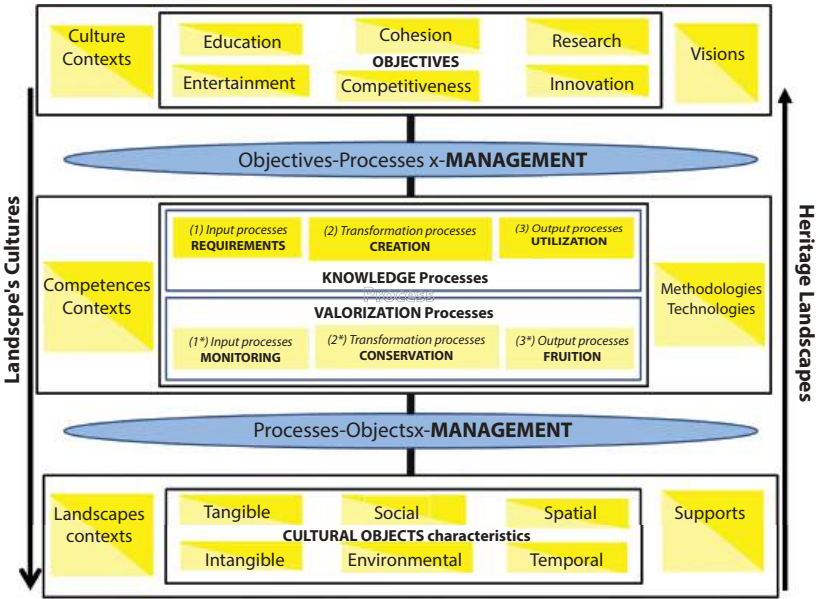 Culture
Contexts
Education
Cohesion
Research
OBJECTIVES
Entertainment
Competitiveness
Innovation
Visions
Objectives-Processes x-MANAGEMENT
Landscpe's Cultures
Heritage Landscapes
Competences
Contexts
(1) Input processes
REQUIREMENTS
(2) Transformation processes
CREATION
(3) Output processes
UTILIZATION
KNOWLEDGE Processes
Process
VALORIZATION Processes
(1*) Input processes
MONITORING
(2*) Transformation processes
CONSERVATION
(3*) Output processes
FRUITION
Methodologies
Technologies
Processes-Objectsx-MANAGEMENT
Landscapes
contexts
Tangible
Social
Spatial
CULTURAL OBJECTS characteristics
Intangible
Environmental
Temporal
Supports